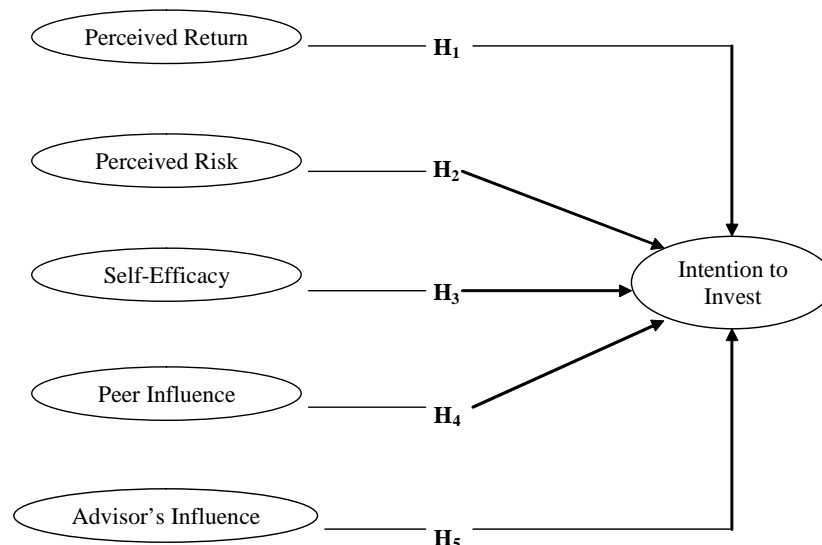 Perceived Return
H₁
Perceived Risk
H₂
Self-Efficacy
H₃
Intention to
Invest
Peer Influence
H₄
Advisor’s Influence
H₅